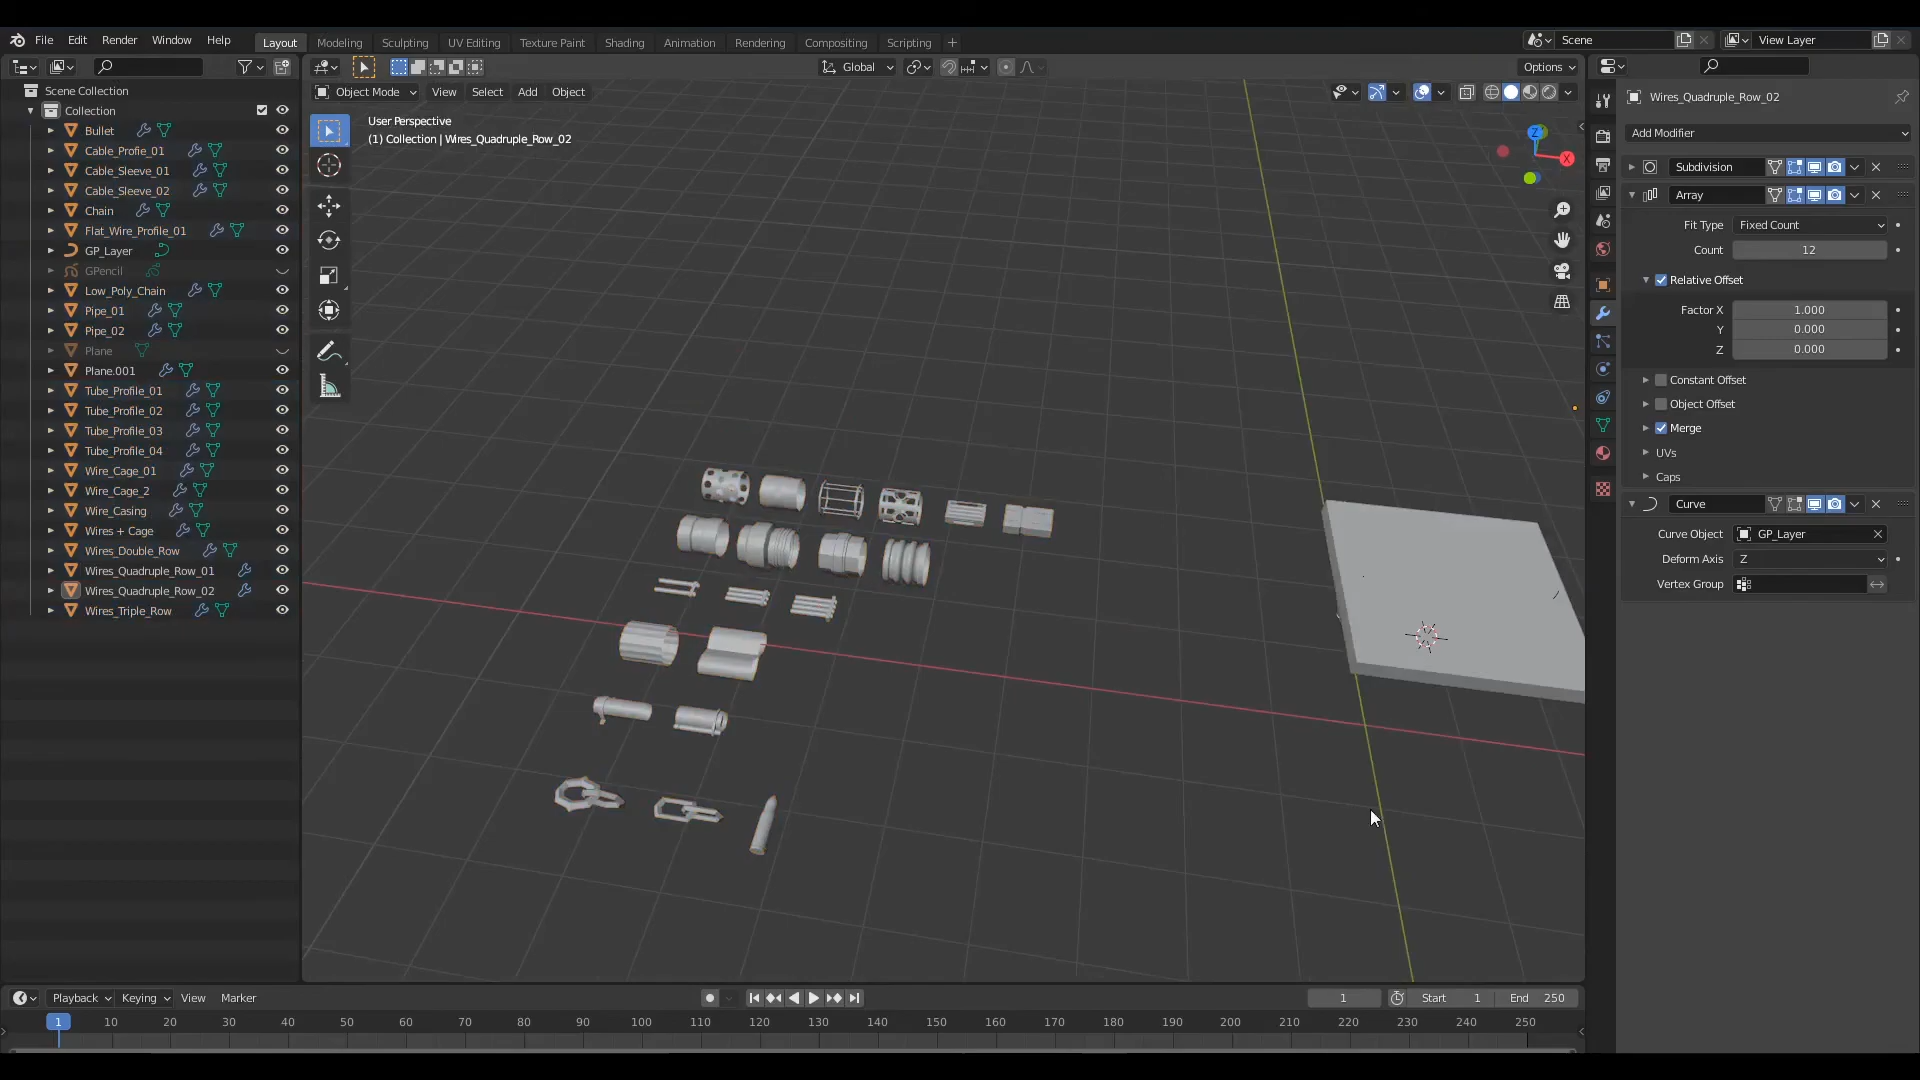 File Edit Render Window Help Layout Modeling Sculpting UV Editing Texture Paint Shading Animation Rendering Compositing Scripting + Scene View Layer
Global Options
Object Mode View Select Add Object
Scene Collection
Collection
Bullet
Cable_Profie_01
Cable_Sleeve_01
Cable_Sleeve_02
Chain
Flat_Wire_Profile_01
GP_Layer
GPencil
Low_Poly_Chain
Pipe_01
Pipe_02
Plane
Plane.001
Tube_Profile_01
Tube_Profile_02
Tube_Profile_03
Tube_Profile_04
Wire_Cage_01
Wire_Cage_2
Wire_Casing
Wires + Cage
Wires_Double_Row
Wires_Quadruple_Row_01
Wires_Quadruple_Row_02
Wires_Triple_Row
User Perspective
(1) Collection | Wires_Quadruple_Row_02
Z
X
Wires_Quadruple_Row_02
Add Modifier
Subdivision
Array
Fit Type Fixed Count
Count 12
Relative Offset
Factor X 1.000
Y 0.000
Z 0.000
Constant Offset
Object Offset
Merge
UVs
Caps
Curve
Curve Object GP_Layer
Deform Axis Z
Vertex Group
Playback Keying View Marker 1 Start 1 End 250
1 10 20 30 40 50 60 70 80 90 100 110 120 130 140 150 160 170 180 190 200 210 220 230 240 250